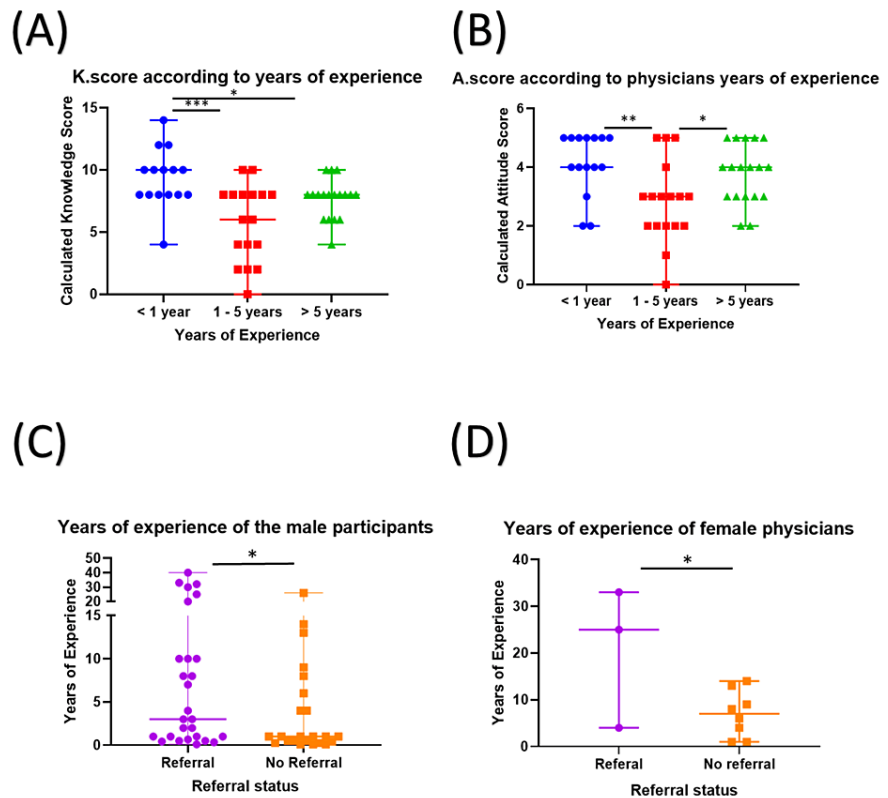 (A)
K.score according to years of experience
*
***
15
10
5
0
Calculated Knowledge Score
< 1 year 1 - 5 years > 5 years
Years of Experience
(B)
A.score according to physicians years of experience
** *
6
4
2
0
Calculated Attitude Score
< 1 year 1 - 5 years > 5 years
Years of Experience
(C)
Years of experience of the male participants
*
50
40
30
20
15
10
5
0
Years of Experience
Referral No Referral
Referral status
(D)
Years of experience of female physicians
*
40
30
20
10
0
Years of Experience
Referal No referral
Referral status